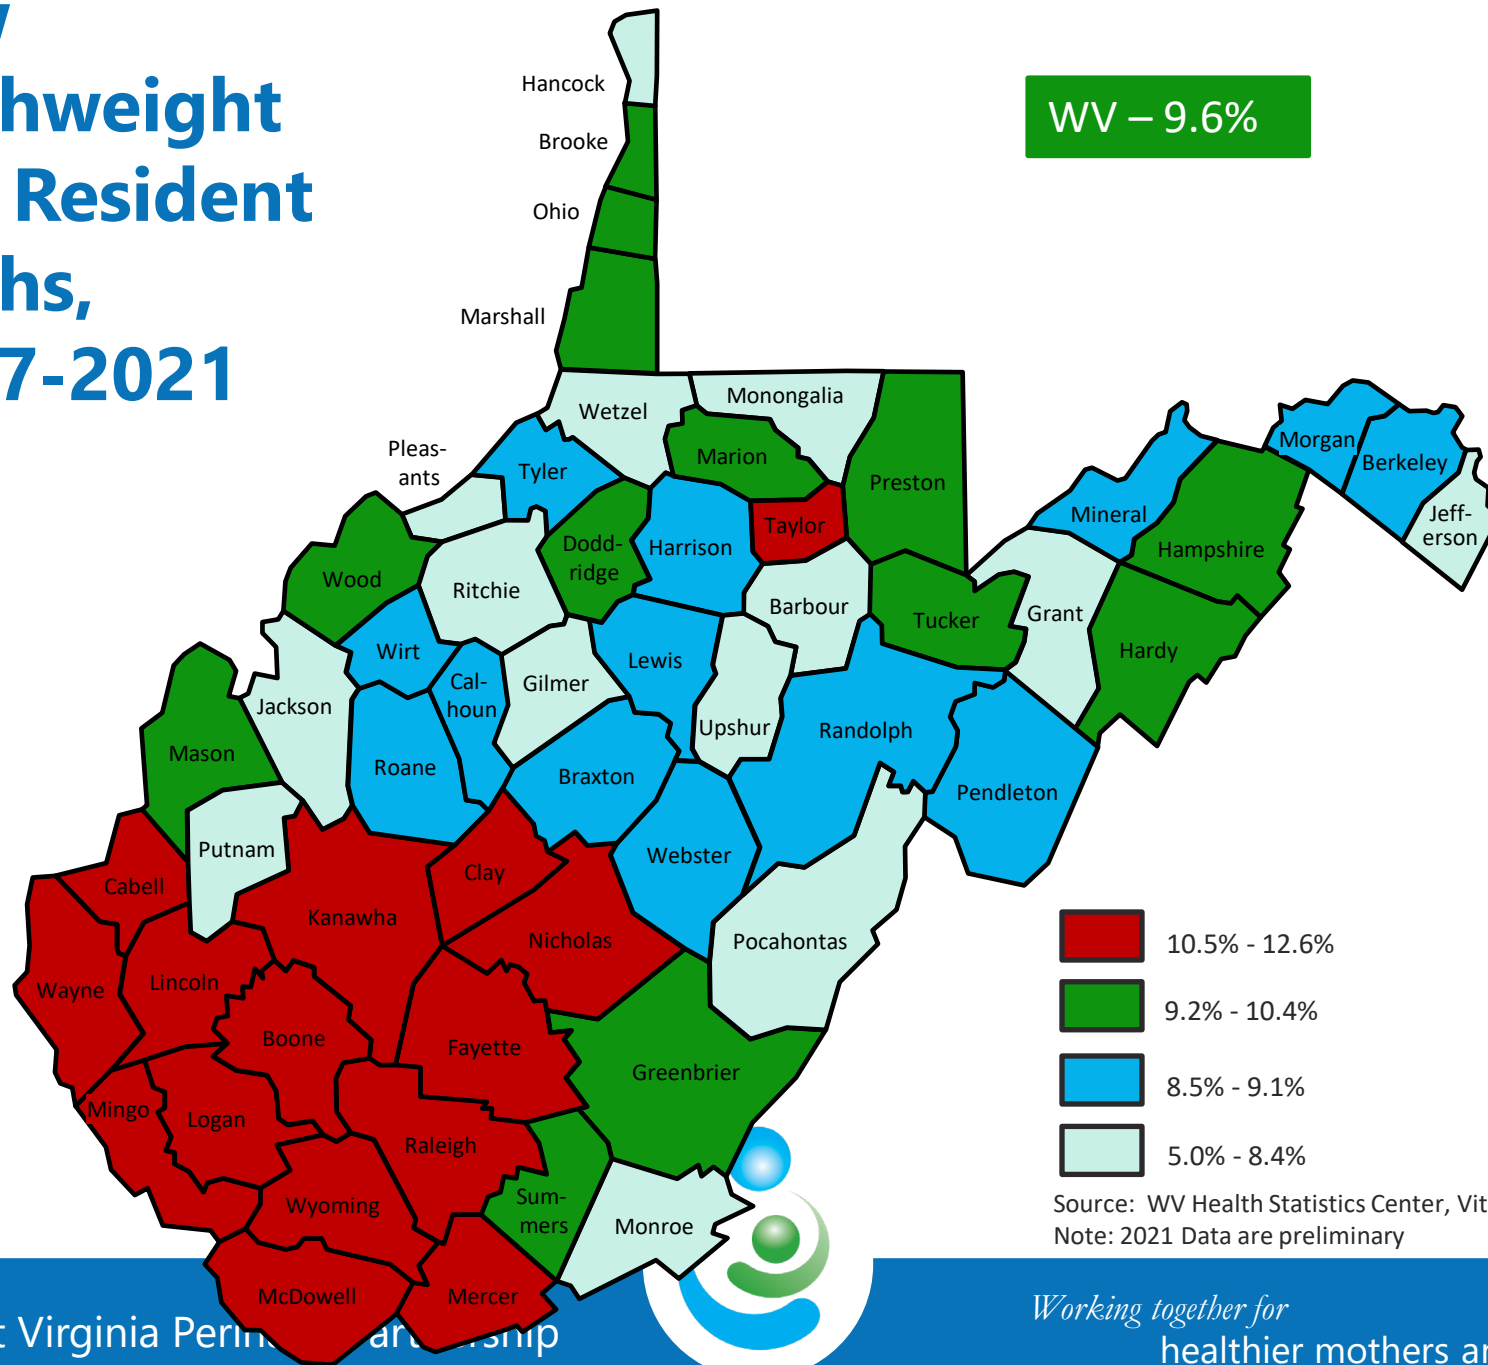 hweight
Resident
hs,
7-2021
WV – 9.6%
Hancock
Brooke
Ohio
Marshall
Wetzel
Monongalia
Pleas-
ants
Tyler
Marion
Preston
Morgan
Berkeley
Jeff-
erson
Mineral
Hampshire
Taylor
Dodd-
ridge
Harrison
Wood
Ritchie
Barbour
Tucker
Grant
Hardy
Wirt
Lewis
Cal-
houn
Gilmer
Jackson
Upshur
Randolph
Mason
Roane
Braxton
Pendleton
Putnam
Webster
Cabell
Clay
Kanawha
Nicholas
Pocahontas
Wayne
Lincoln
Boone
Fayette
Greenbrier
Mingo
Logan
Raleigh
Wyoming
Sum-
mers
Monroe
McDowell
Mercer
10.5% - 12.6%
9.2% - 10.4%
8.5% - 9.1%
5.0% - 8.4%
Source: WV Health Statistics Center, Vit
Note: 2021 Data are preliminary
t Virginia Perin
Working together for
healthier mothers a